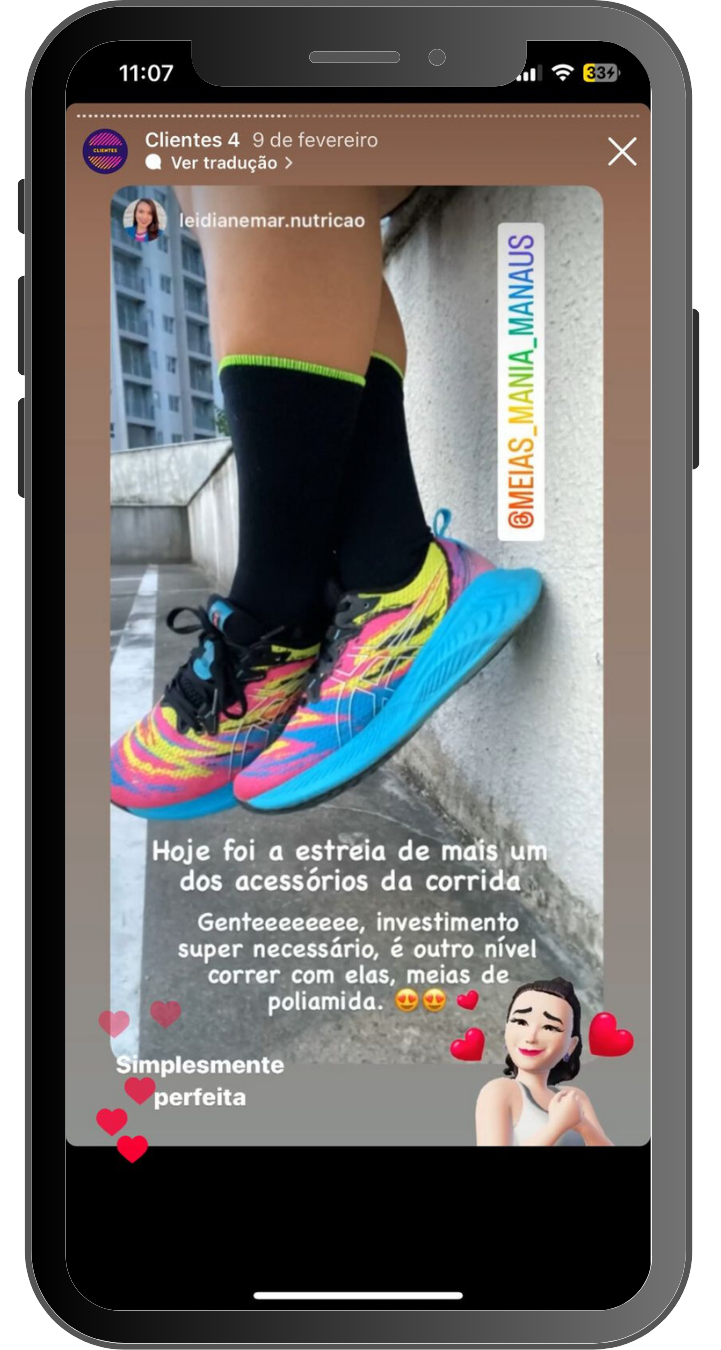 11:07
33
Clientes 4 9 de fevereiro
CLIENTES
Ver tradução
leidianemar.nutricao
@MEIAS_MANIA_MANAUS
Hoje foi a estreia de mais um
dos acessórios da corrida
Genteeeeeeee, investimento
super necessário, é outro nível
correr com elas, meias de
poliamida. 😍😍
Simplesmente
perfeita